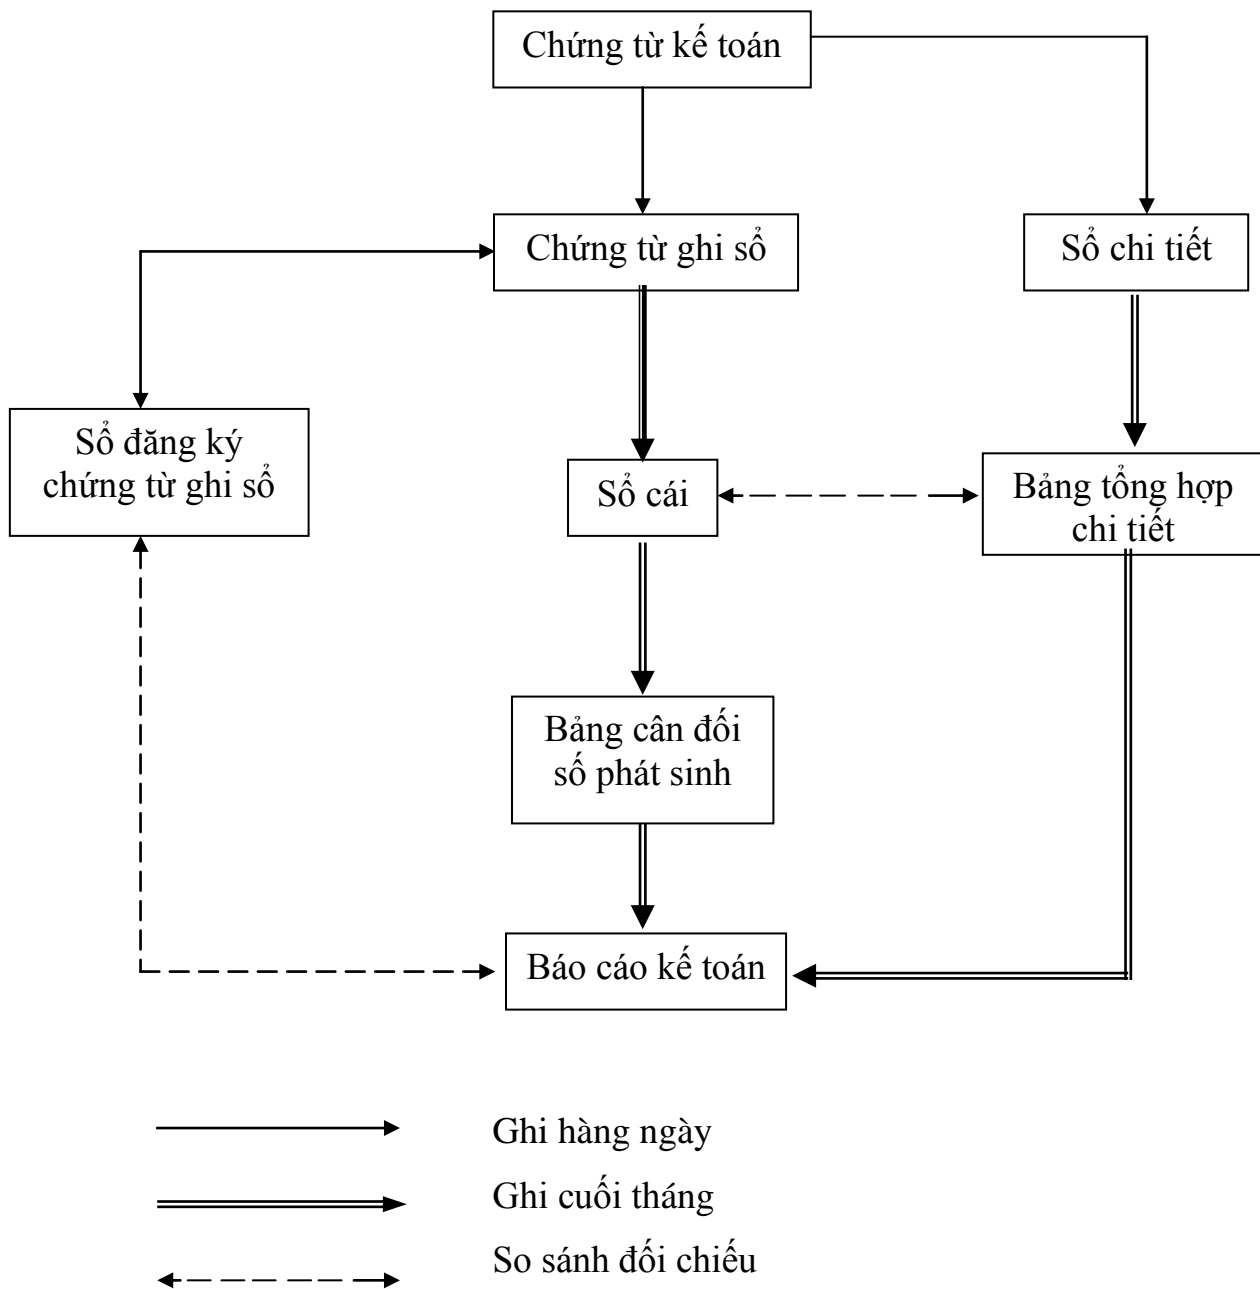 Chứng từ kế toán
Chứng từ ghi sổ
Sổ chi tiết
Sổ đăng ký
chứng từ ghi sổ
Sổ cái
Bảng tổng hợp
chi tiết
Bảng cân đối
số phát sinh
Báo cáo kế toán
Ghi hàng ngày
Ghi cuối tháng
So sánh đối chiếu